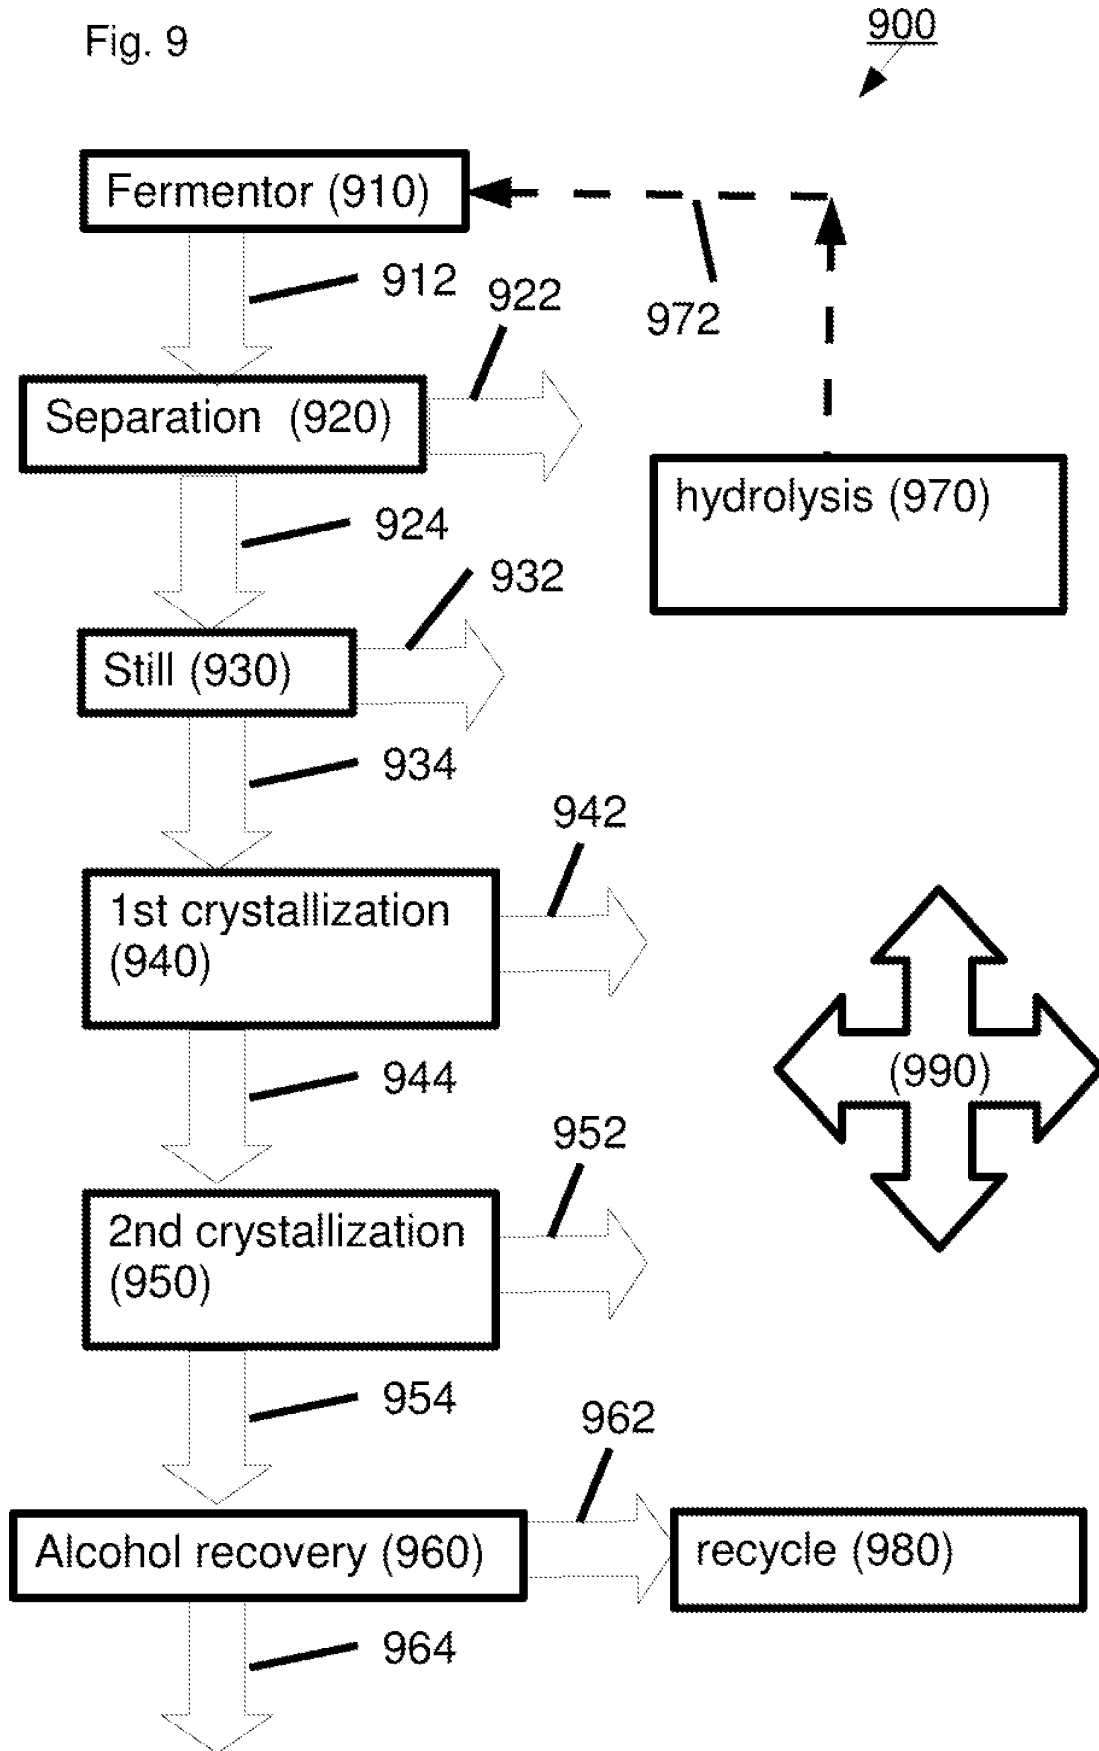 Fig. 9
900
Fermentor (910)
912
922
972
Separation (920)
hydrolysis (970)
924
932
Still (930)
934
942
1st crystallization
(940)
944
(990)
952
2nd crystallization
(950)
954
962
Alcohol recovery (960)
recycle (980)
964